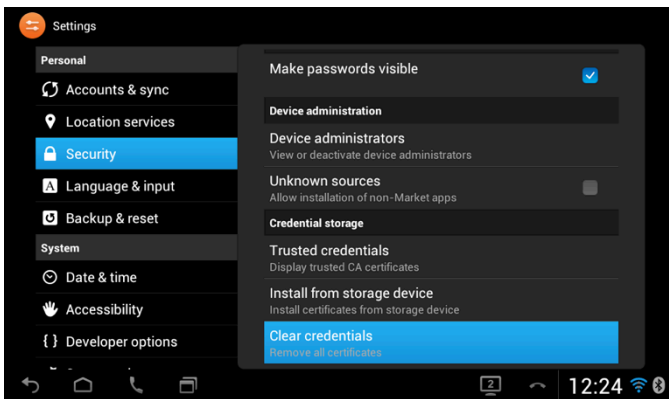 Settings
Personal
Accounts & sync
Location services
Security
A Language & input
Backup & reset
System
Date & time
Accessibility
{ } Developer options
Make passwords visible
Device administration
Device administrators
View or deactivate device administrators
Unknown sources
Allow installation of non-Market apps
Credential storage
Trusted credentials
Display trusted CA certificates
Install from storage device
Install certificates from storage device
Clear credentials
Remove all certificates
2
12:24